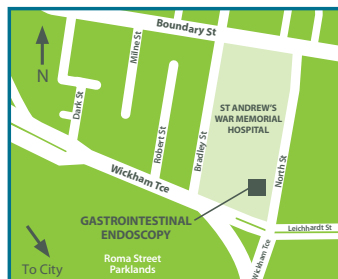 Boundary St
N
Milne St
Dark St
Robert St
Bradley St
ST ANDREW'S
WAR MEMORIAL
HOSPITAL
North St
Wickham Tce
GASTROINTESTINAL
ENDOSCOPY
Leichhardt St
Roma Street
Parklands
Wickham Tce
To City